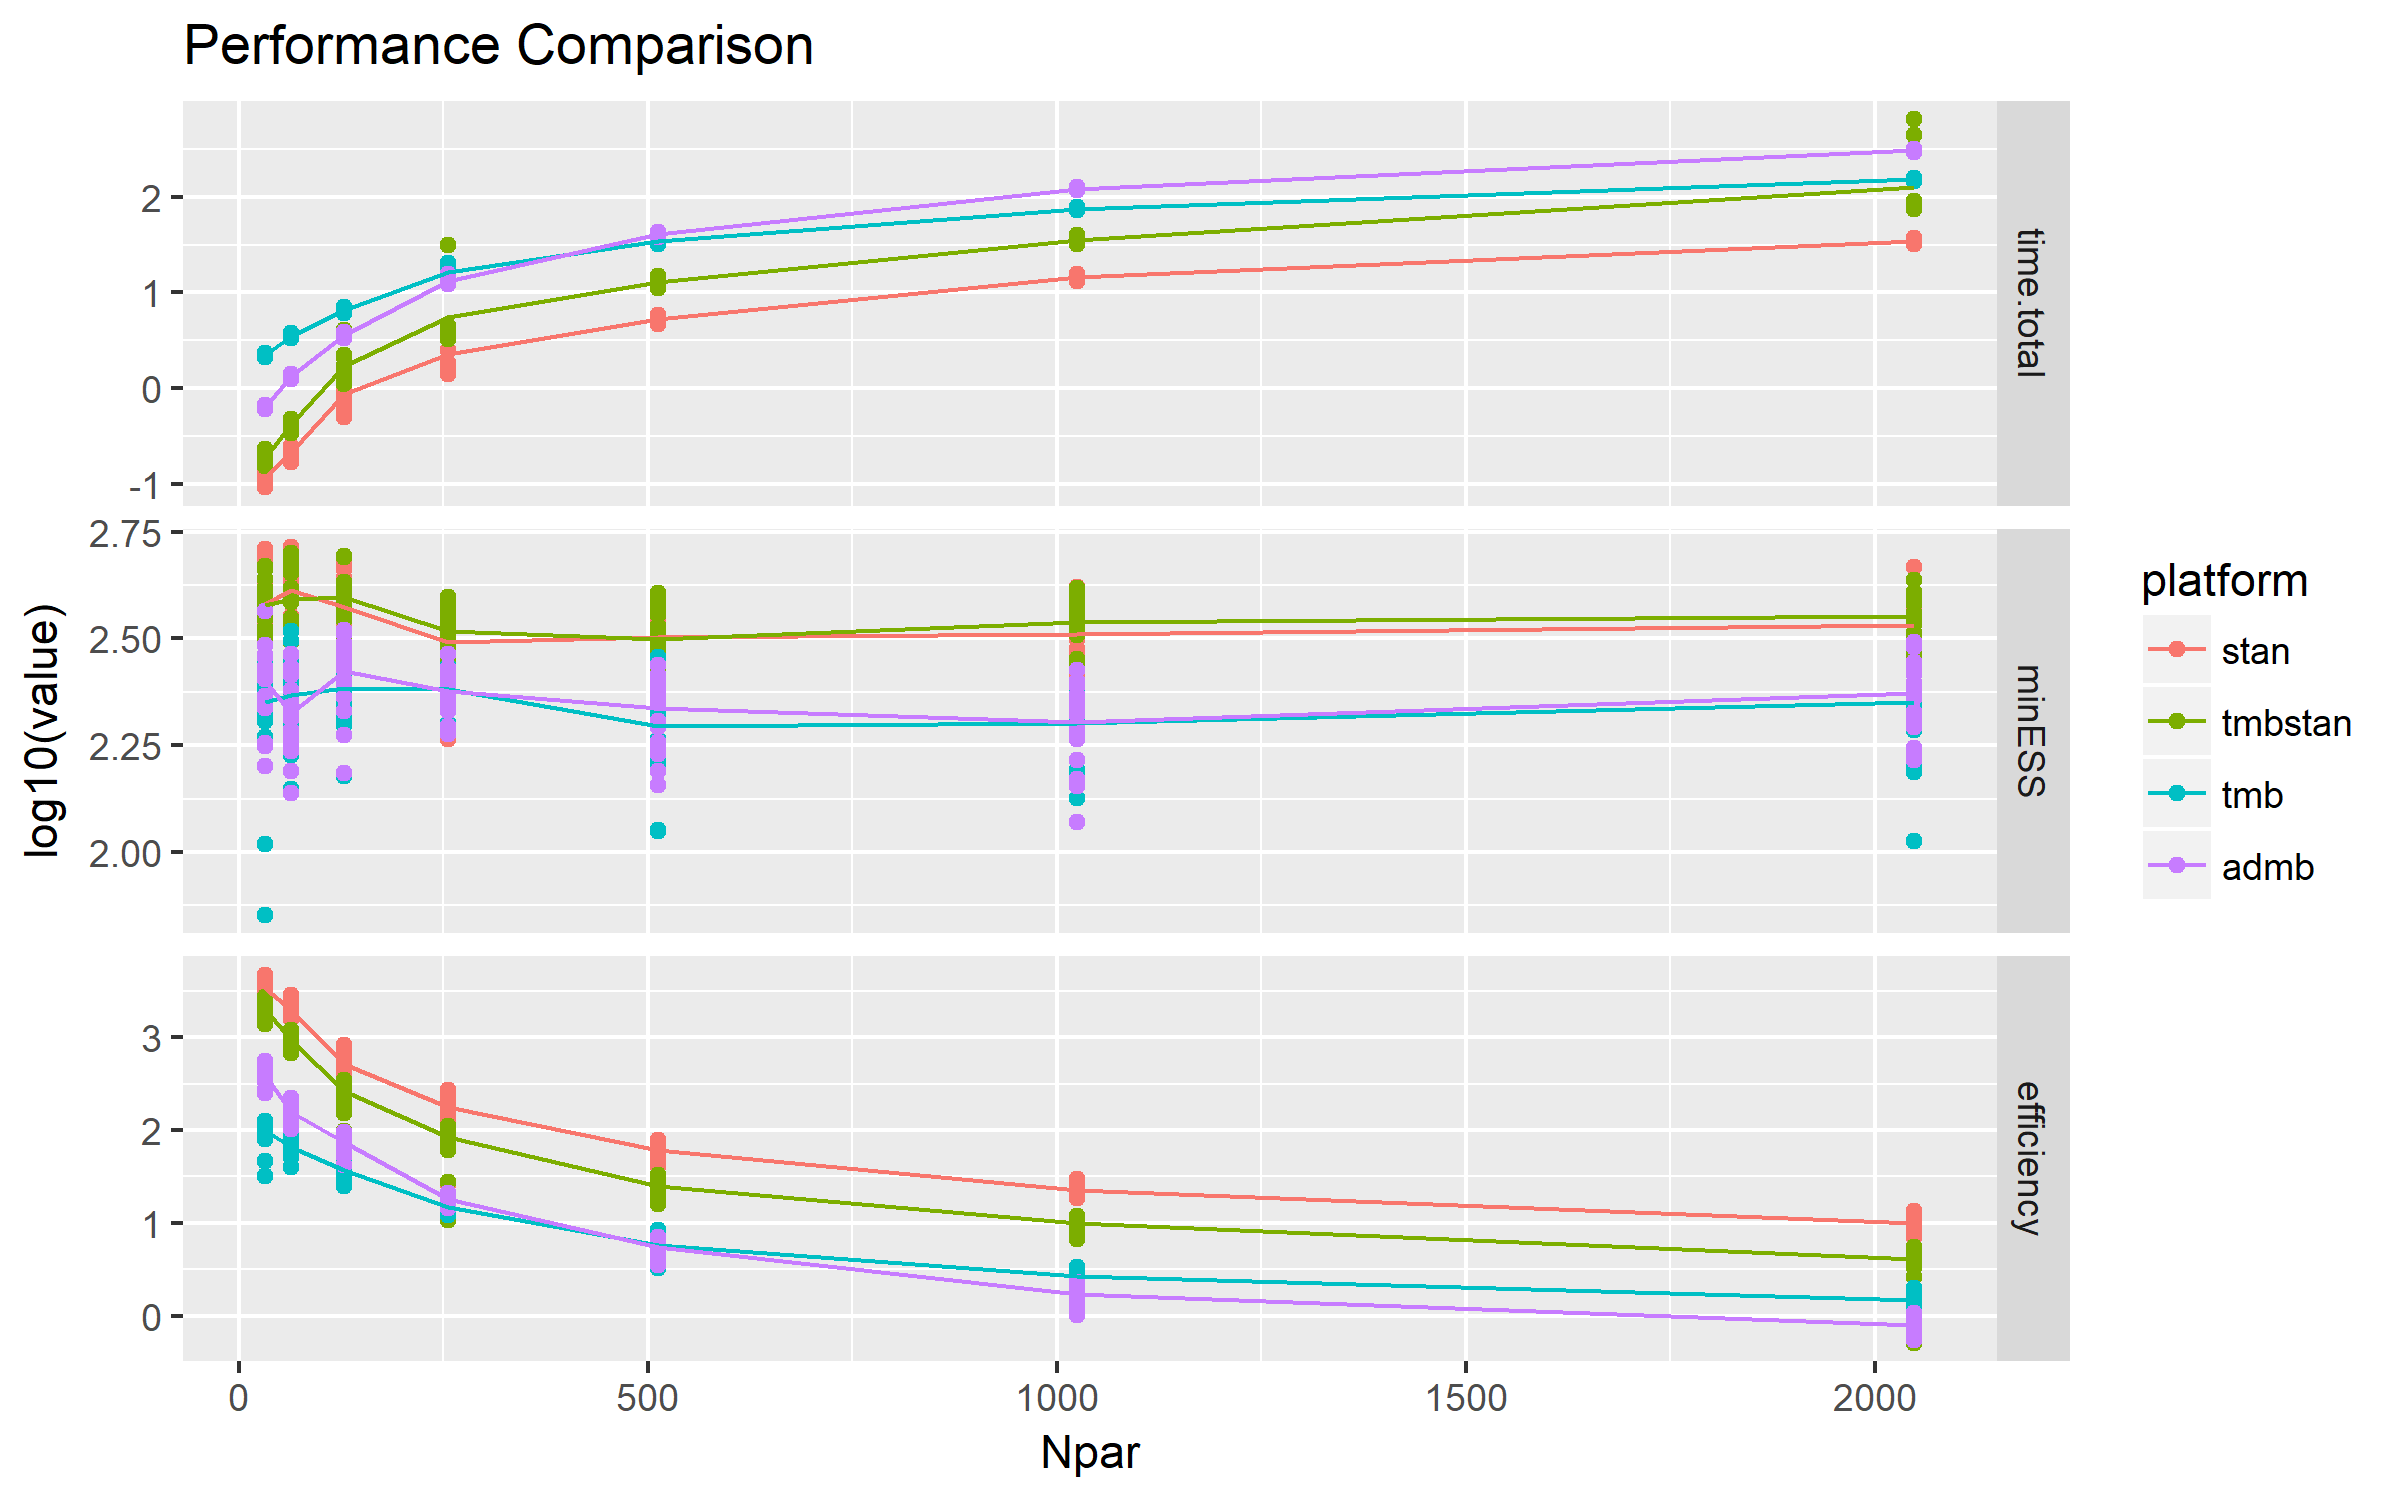 Performance Comparison
2
1
0
-1
time.total
2.75
2.50
2.25
2.00
minESS
3
2
1
0
efficiency
log10(value)
0 500 1000 1500 2000
Npar
platform
stan
tmbstan
tmb
admb